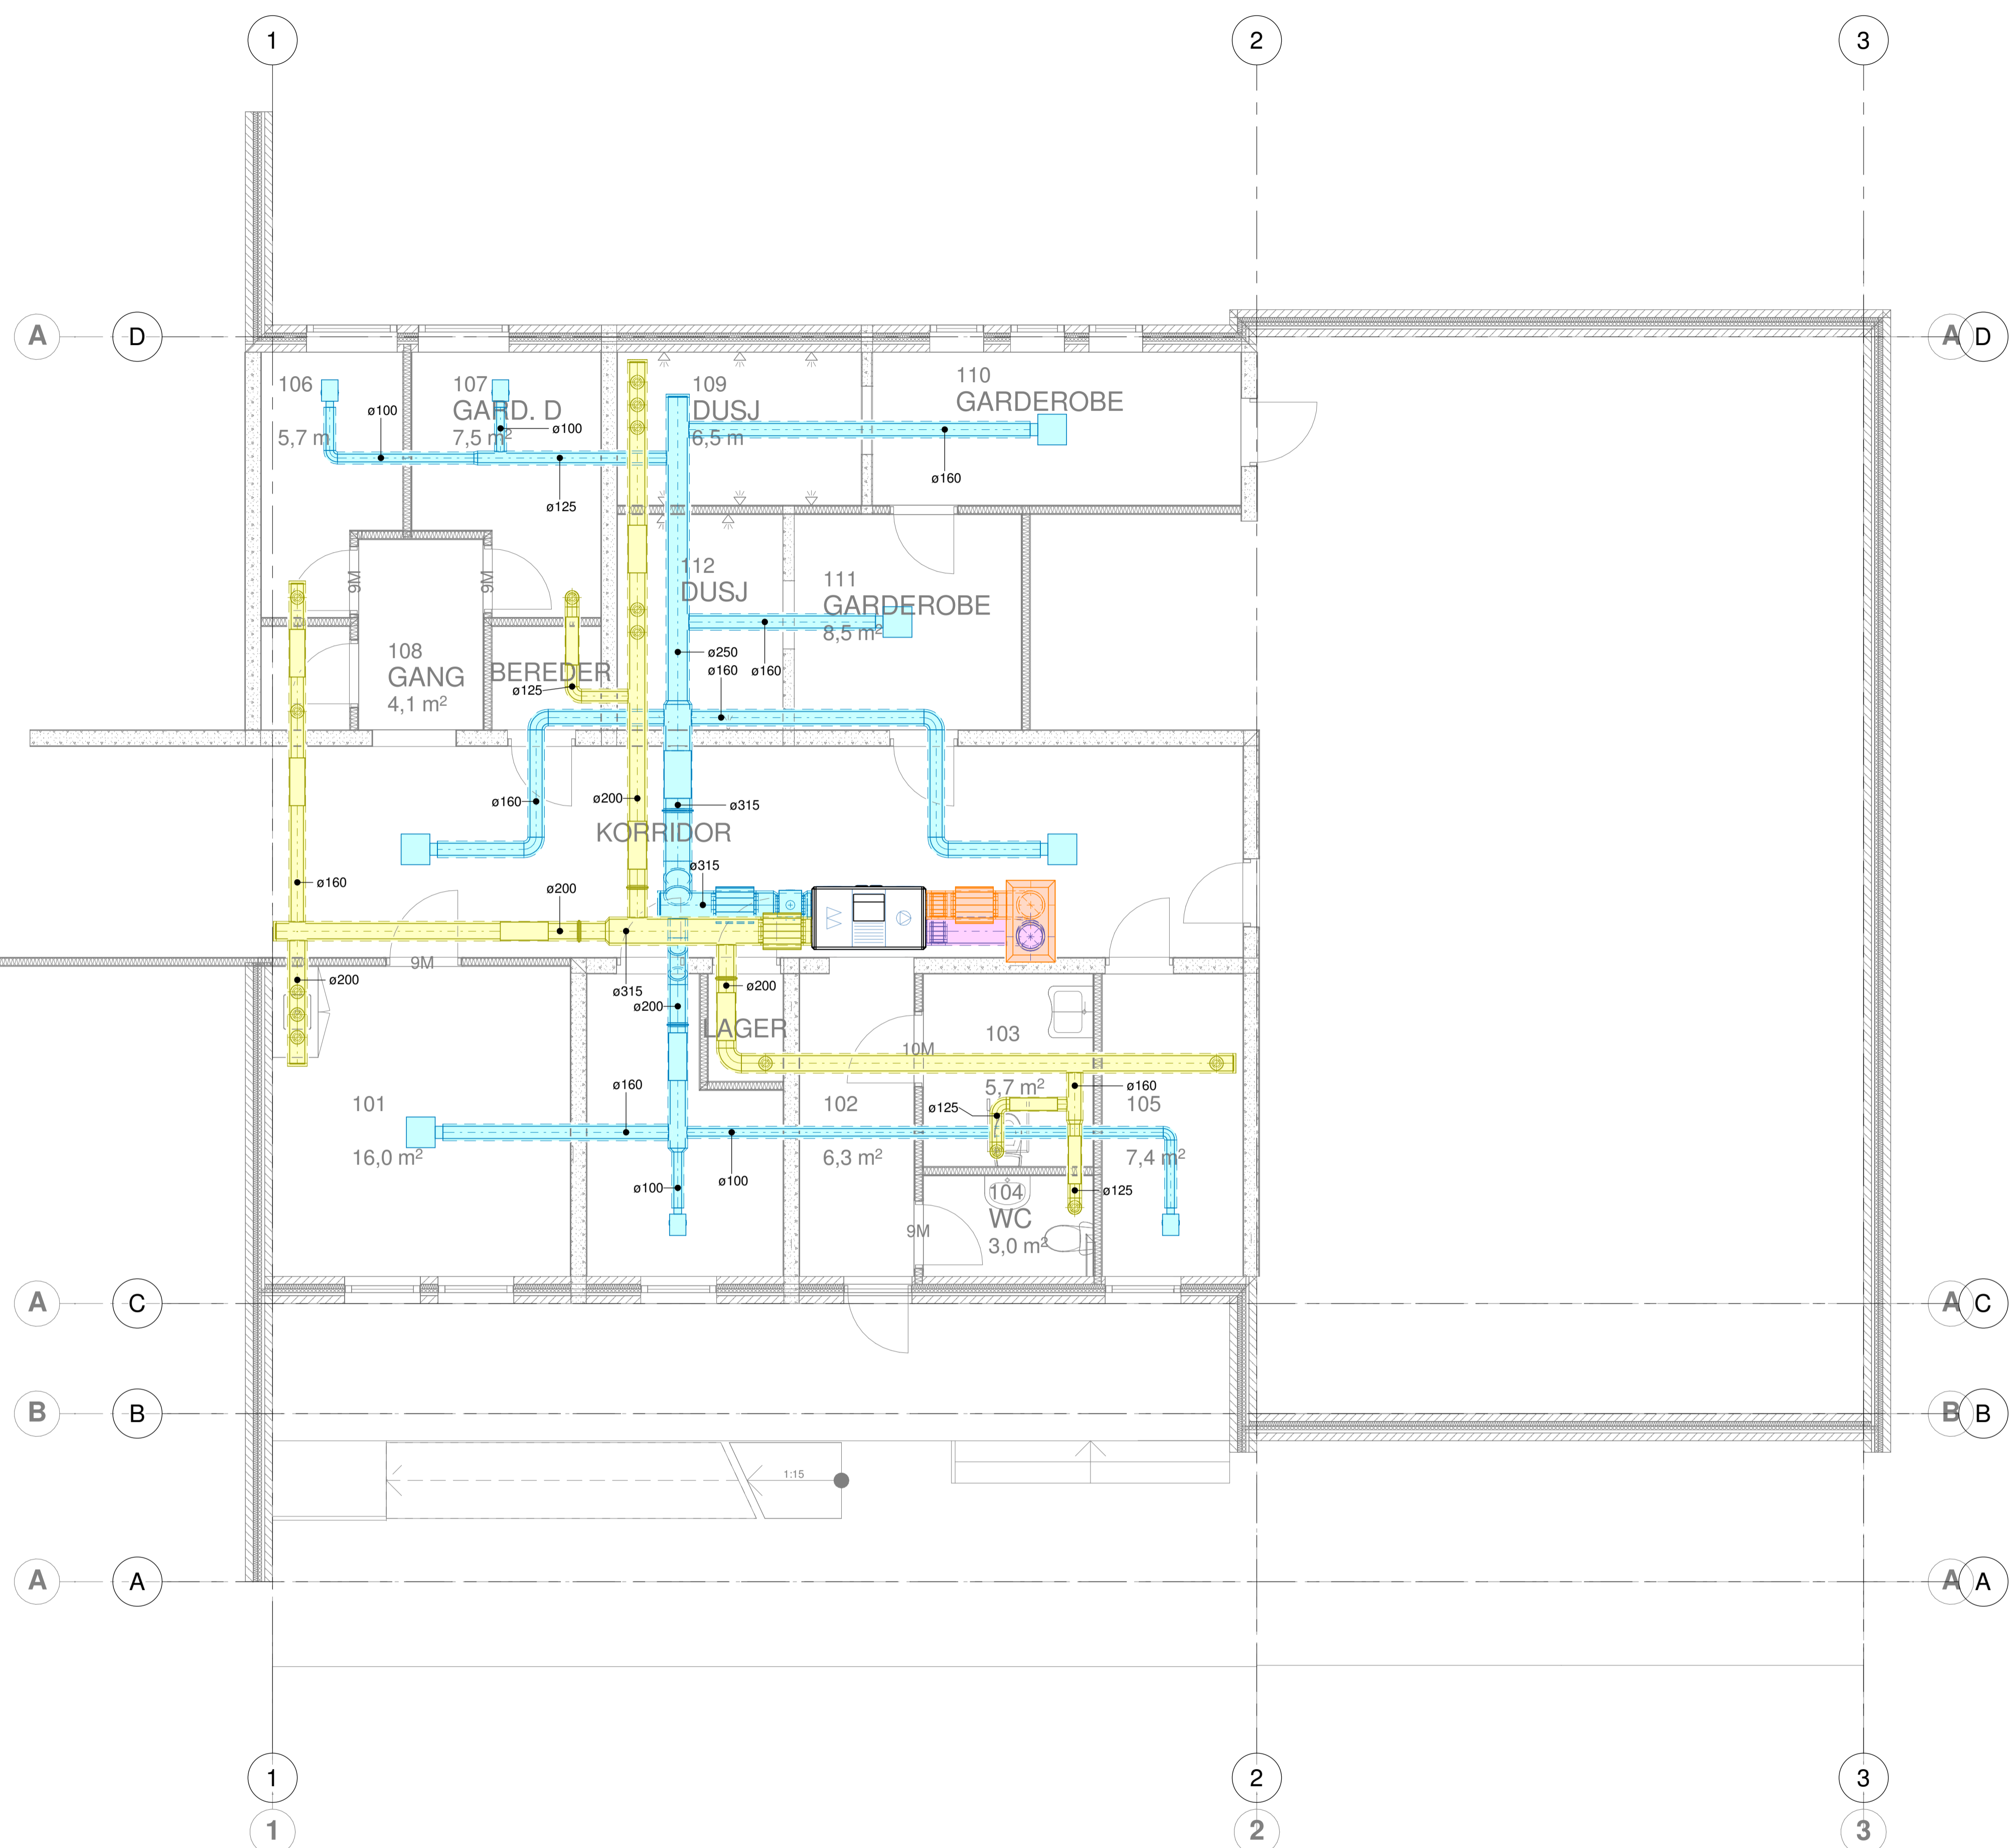 1
2
3
A
D
A
D
106
5,7 m
ø100
107
GARD. D
7,5 m²
ø100
ø125
109
DUSJ
6,5 m
110
GARDEROBE
ø160
112
DUSJ
111
GARDEROBE
8,5 m²
9M
9M
108
GANG
4,1 m²
BEREDER
ø125
ø250
ø160
ø160
ø160
ø200
ø315
KORRIDOR
ø315
ø160
ø200
9M
ø200
ø315
ø200
ø200
LAGER
10M
103
5,7 m²
ø160
ø160
ø125
101
16,0 m²
102
6,3 m²
105
7,4 m²
ø100
ø100
ø125
104
WC
3,0 m²
9M
A
C
A
C
B
B
B
B
1:15
A
A
A
A
1
2
3
1
2
3